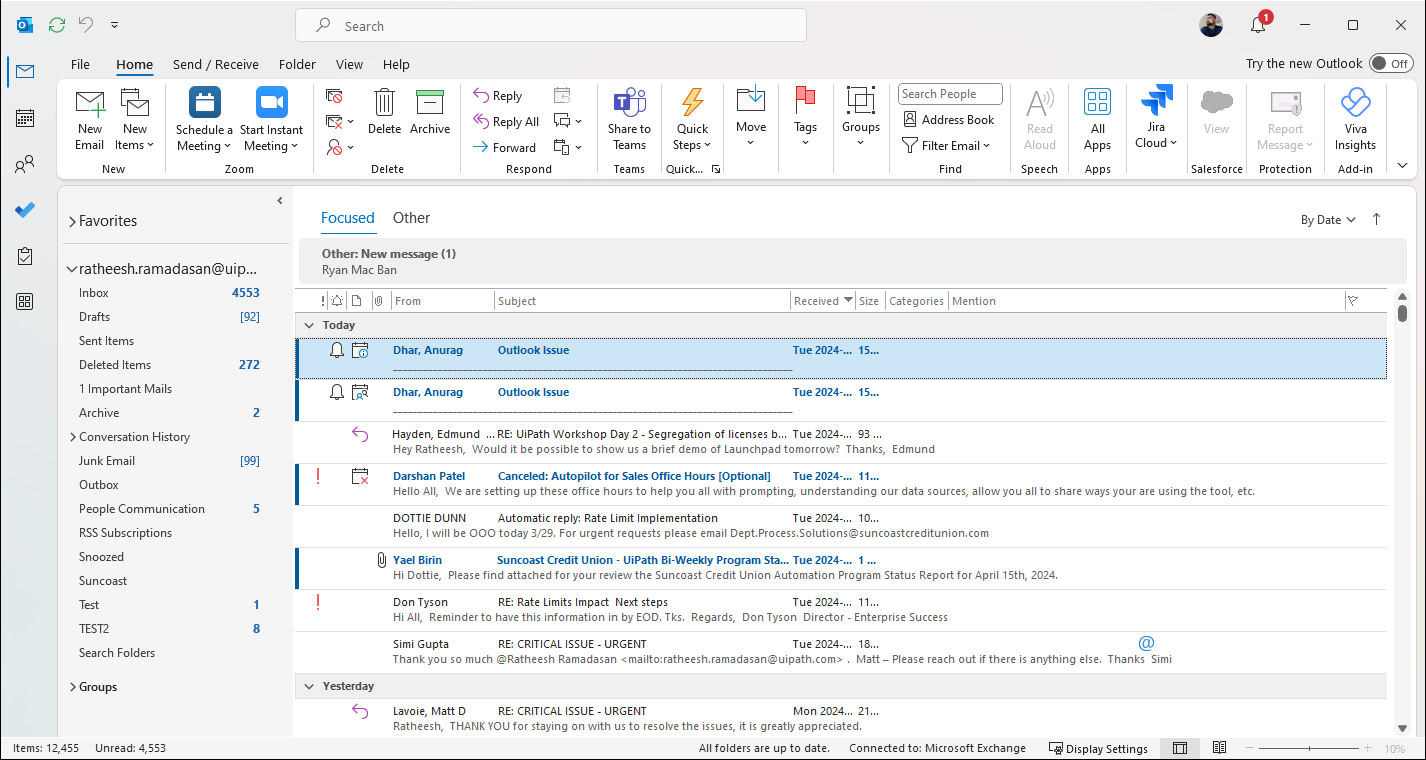 Search
1
File Home Send / Receive Folder View Help
Try the new Outlook Off
New Email
New Items
New
Schedule a Meeting
Start Instant Meeting
Zoom
Delete
Archive
Delete
Reply
Reply All
Forward
Respond
Share to Teams
Teams
Quick Steps
Quick...
Move
Tags
Groups
Search People
Address Book
Filter Email
Find
Read Aloud
Speech
All Apps
Apps
Jira Cloud
View
Salesforce
Report Message
Protection
Viva Insights
Add-in
Favorites
ratheesh.ramadasan@uip...
Inbox 4553
Drafts [92]
Sent Items
Deleted Items 272
1 Important Mails
Archive 2
Conversation History
Junk Email [99]
Outbox
People Communication 5
RSS Subscriptions
Snoozed
Suncoast
Test 1
TEST2 8
Search Folders
Groups
Focused Other
By Date
Other: New message (1)
Ryan Mac Ban
! From Subject Received Size Categories Mention
Today
Dhar, Anurag Outlook Issue Tue 2024-... 15...
Dhar, Anurag Outlook Issue Tue 2024-... 15...
Hayden, Edmund ... RE: UiPath Workshop Day 2 - Segregation of licenses b... Tue 2024-... 93 ...
Hey Ratheesh, Would it be possible to show us a brief demo of Launchpad tomorrow? Thanks, Edmund
! Darshan Patel Canceled: Autopilot for Sales Office Hours [Optional] Tue 2024-... 11...
Hello All, We are setting up these office hours to help you all with prompting, understanding our data sources, allow you all to share ways your are using the tool, etc.
DOTTIE DUNN Automatic reply: Rate Limit Implementation Tue 2024-... 10...
Hello, I will be OOO today 3/29. For urgent requests please email Dept.Process.Solutions@suncoastcreditunion.com
Yael Birin Suncoast Credit Union - UiPath Bi-Weekly Program Sta... Tue 2024-... 1 ...
Hi Dottie, Please find attached for your review the Suncoast Credit Union Automation Program Status Report for April 15th, 2024.
! Don Tyson RE: Rate Limits Impact Next steps Tue 2024-... 11...
Hi All, Reminder to have this information in by EOD. Tks. Regards, Don Tyson Director - Enterprise Success
Simi Gupta RE: CRITICAL ISSUE - URGENT Tue 2024-... 18... @
Thank you so much @Ratheesh Ramadasan <mailto:ratheesh.ramadasan@uipath.com> . Matt – Please reach out if there is anything else. Thanks Simi
Yesterday
Lavoie, Matt D RE: CRITICAL ISSUE - URGENT Mon 2024... 21...
Ratheesh, THANK YOU for staying on with us to resolve the issues, it is greatly appreciated.
Items: 12,455 Unread: 4,553 All folders are up to date. Connected to: Microsoft Exchange Display Settings 10%